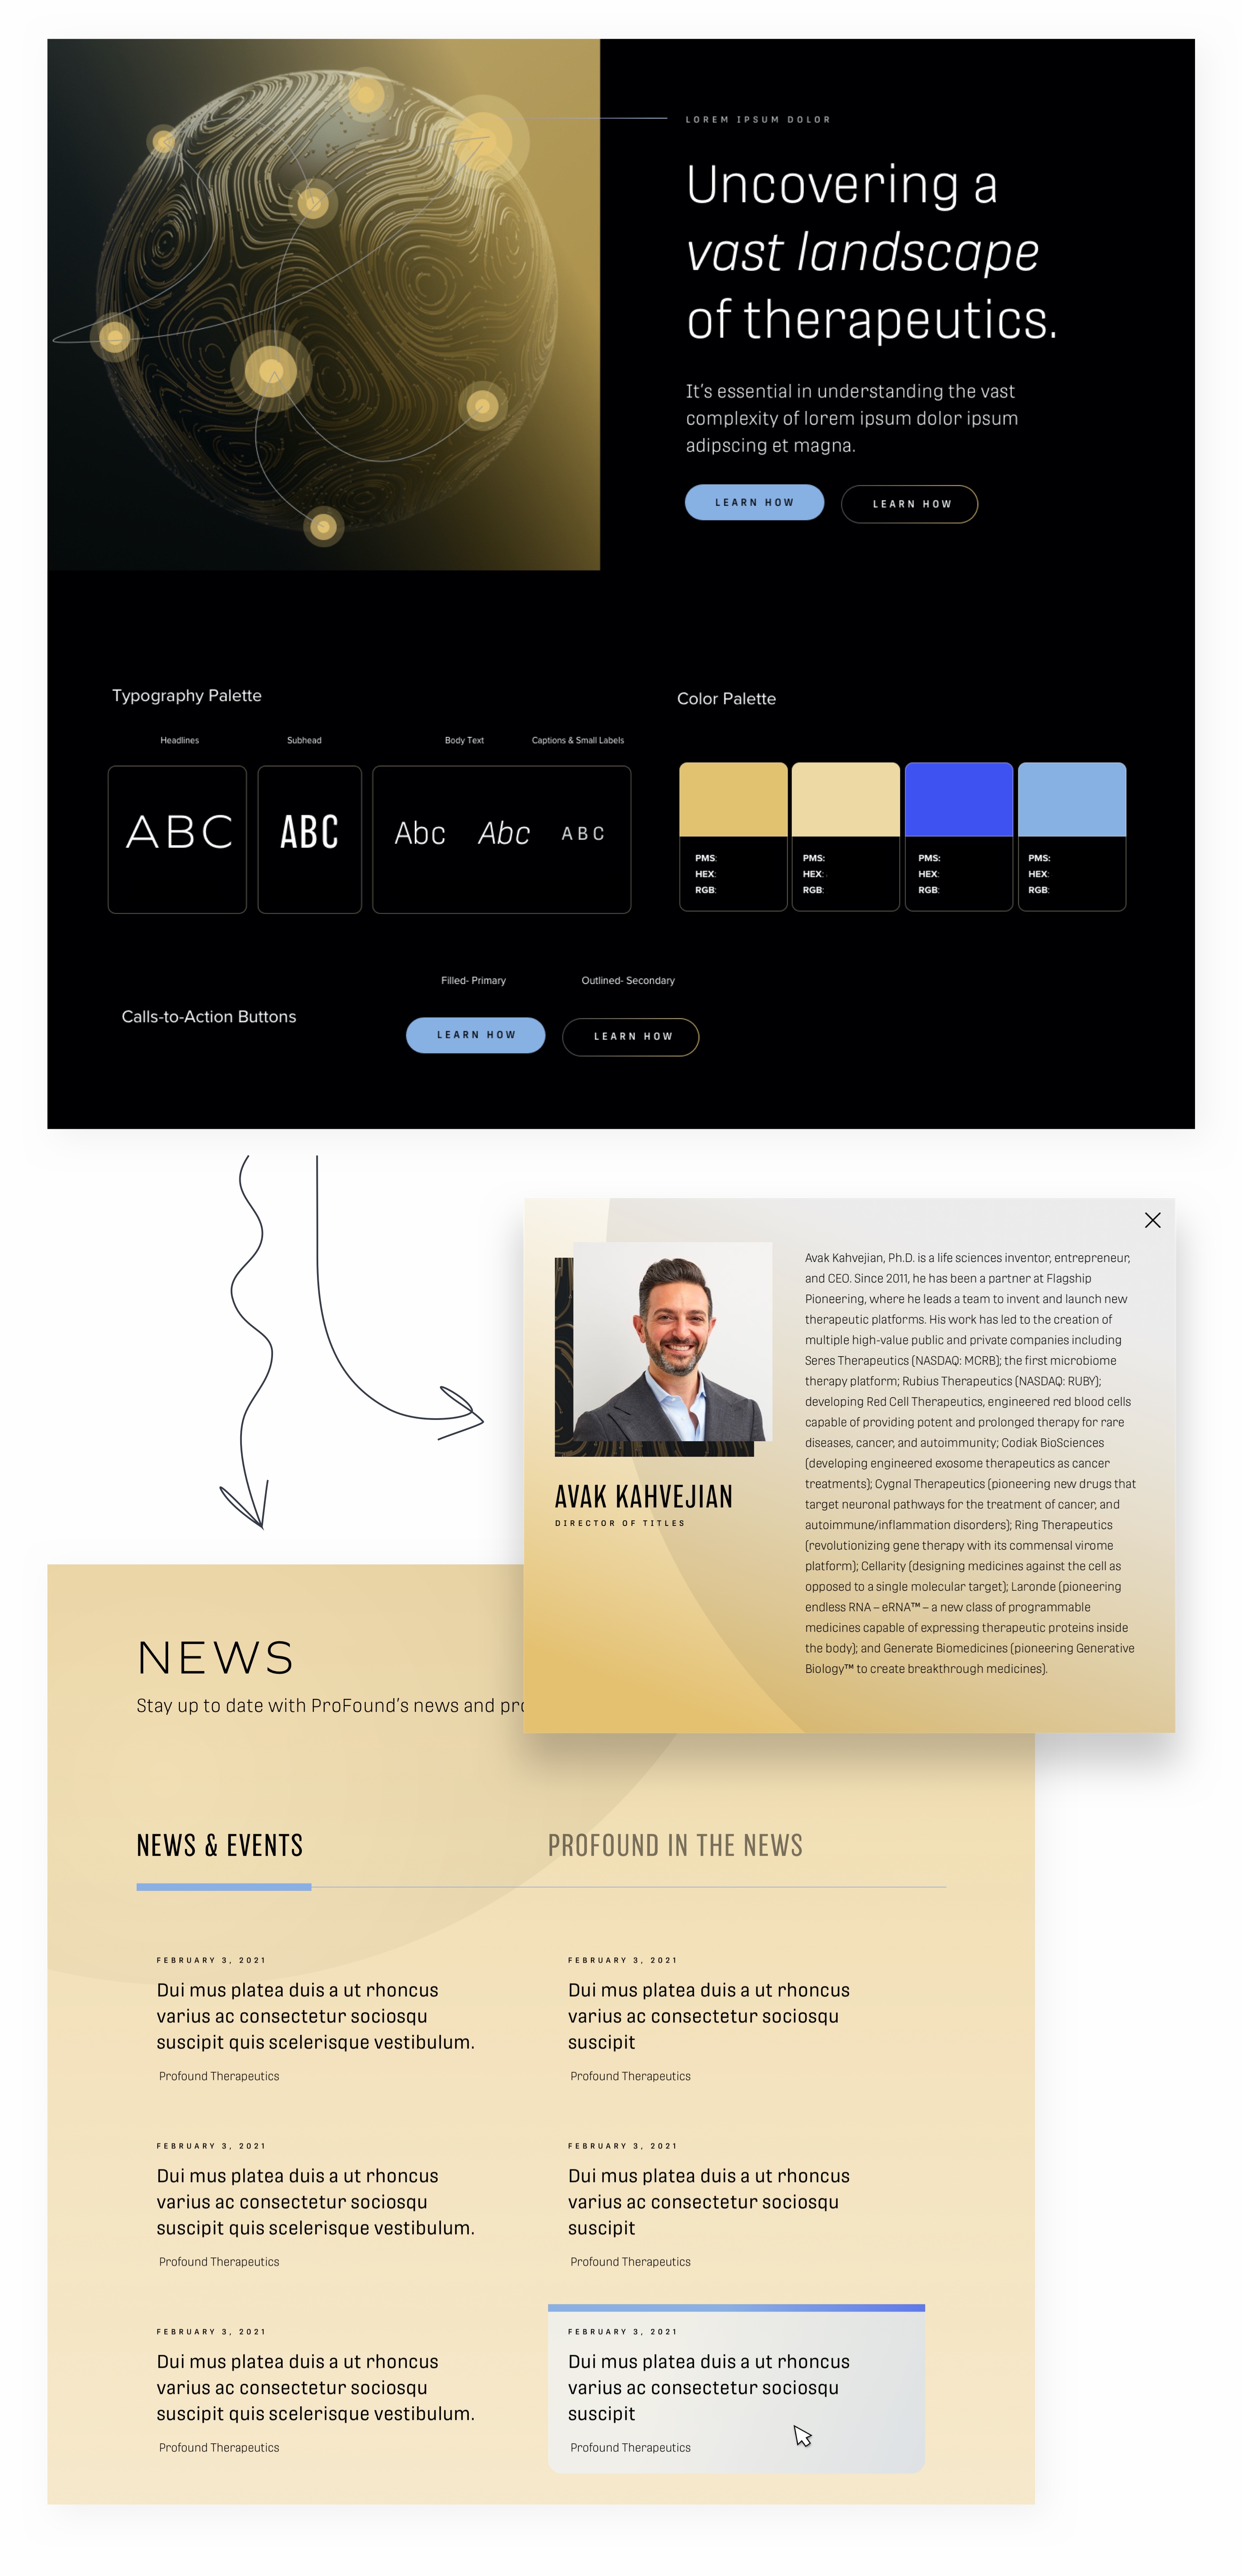 LOREM IPSUM DOLOR
Uncovering a
vast landscape
of therapeutics.
It's essential in understanding the vast
complexity of lorem ipsum dolor ipsum
adipscing et magna.
LEARN HOW
LEARN HOW
Typography Palette
Headlines
Subhead
Body Text
Captions & Small Labels
ABC
ABC
Abc
Abc
ABC
Color Palette
PMS:
HEX:
RGB:
PMS:
HEX:
RGB:
PMS:
HEX:
RGB:
PMS:
HEX:
RGB:
Calls-to-Action Buttons
Filled- Primary
Outlined- Secondary
LEARN HOW
LEARN HOW
AVAK KAHVEJIAN
DIRECTOR OF TITLES
Avak Kahvejian, Ph.D. is a life sciences inventor, entrepreneur,
and CEO. Since 2011, he has been a partner at Flagship
Pioneering, where he leads a team to invent and launch new
therapeutic platforms. His work has led to the creation of
multiple high-value public and private companies including
Seres Therapeutics (NASDAQ: MCRB); the first microbiome
therapy platform; Rubius Therapeutics (NASDAQ: RUBY);
developing Red Cell Therapeutics, engineered red blood cells
capable of providing potent and prolonged therapy for rare
diseases, cancer, and autoimmunity; Codiak BioSciences
(developing engineered exosome therapeutics as cancer
treatments); Cygnal Therapeutics (pioneering new drugs that
target neuronal pathways for the treatment of cancer, and
autoimmune/inflammation disorders); Ring Therapeutics
(revolutionizing gene therapy with its commensal virome
platform); Cellarity (designing medicines against the cell as
opposed to a single molecular target); Laronde (pioneering
endless RNA – eRNA™ – a new class of programmable
medicines capable of expressing therapeutic proteins inside
the body); and Generate Biomedicines (pioneering Generative
Biology™ to create breakthrough medicines).
NEWS
Stay up to date with ProFound's news and
NEWS & EVENTS
PROFOUND IN THE NEWS
FEBRUARY 3, 2021
Dui mus platea duis a ut rhoncus
varius ac consectetur sociosqu
suscipit quis scelerisque vestibulum.
Profound Therapeutics
FEBRUARY 3, 2021
Dui mus platea duis a ut rhoncus
varius ac consectetur sociosqu
suscipit
Profound Therapeutics
FEBRUARY 3, 2021
Dui mus platea duis a ut rhoncus
varius ac consectetur sociosqu
suscipit quis scelerisque vestibulum.
Profound Therapeutics
FEBRUARY 3, 2021
Dui mus platea duis a ut rhoncus
varius ac consectetur sociosqu
suscipit
Profound Therapeutics
FEBRUARY 3, 2021
Dui mus platea duis a ut rhoncus
varius ac consectetur sociosqu
suscipit quis scelerisque vestibulum.
Profound Therapeutics
FEBRUARY 3, 2021
Dui mus platea duis a ut rhoncus
varius ac consectetur sociosqu
suscipit
Profound Therapeutics